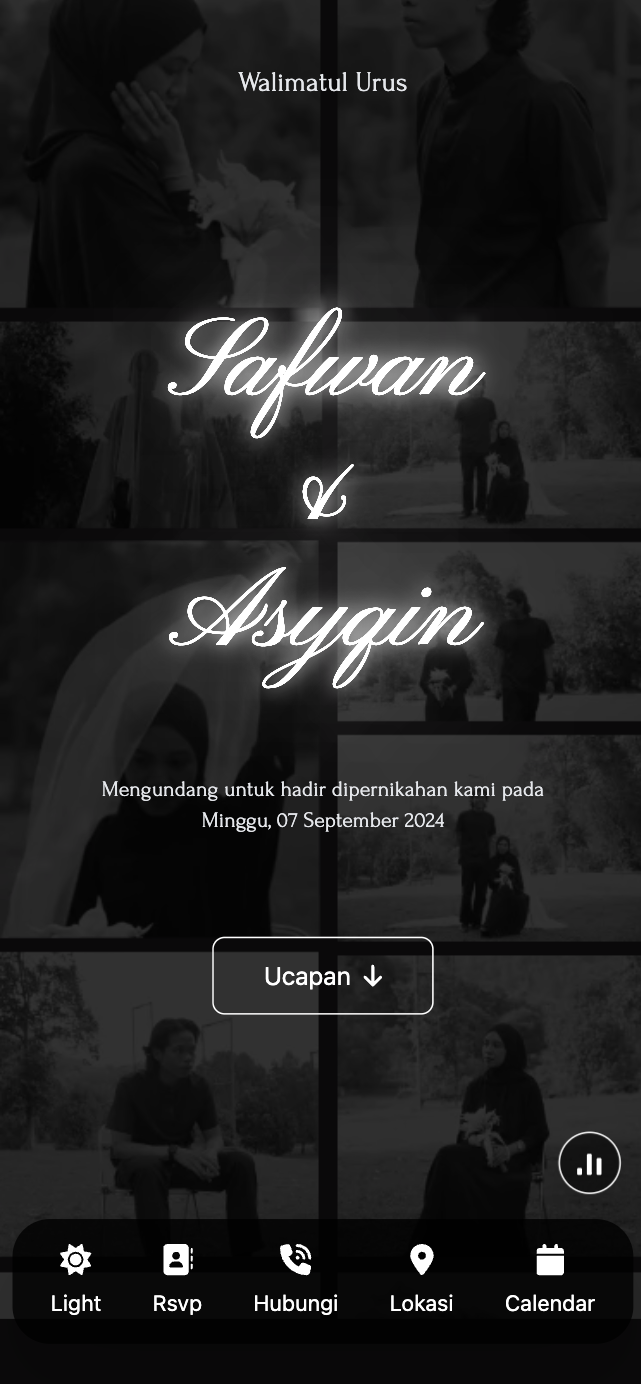 Walimatul Urus
Safwan
&
Asyqin
Mengundang untuk hadir dipernikahan kami pada
Minggu, 07 September 2024
Ucapan ↓
Light
Rsvp
Hubungi
Lokasi
Calendar